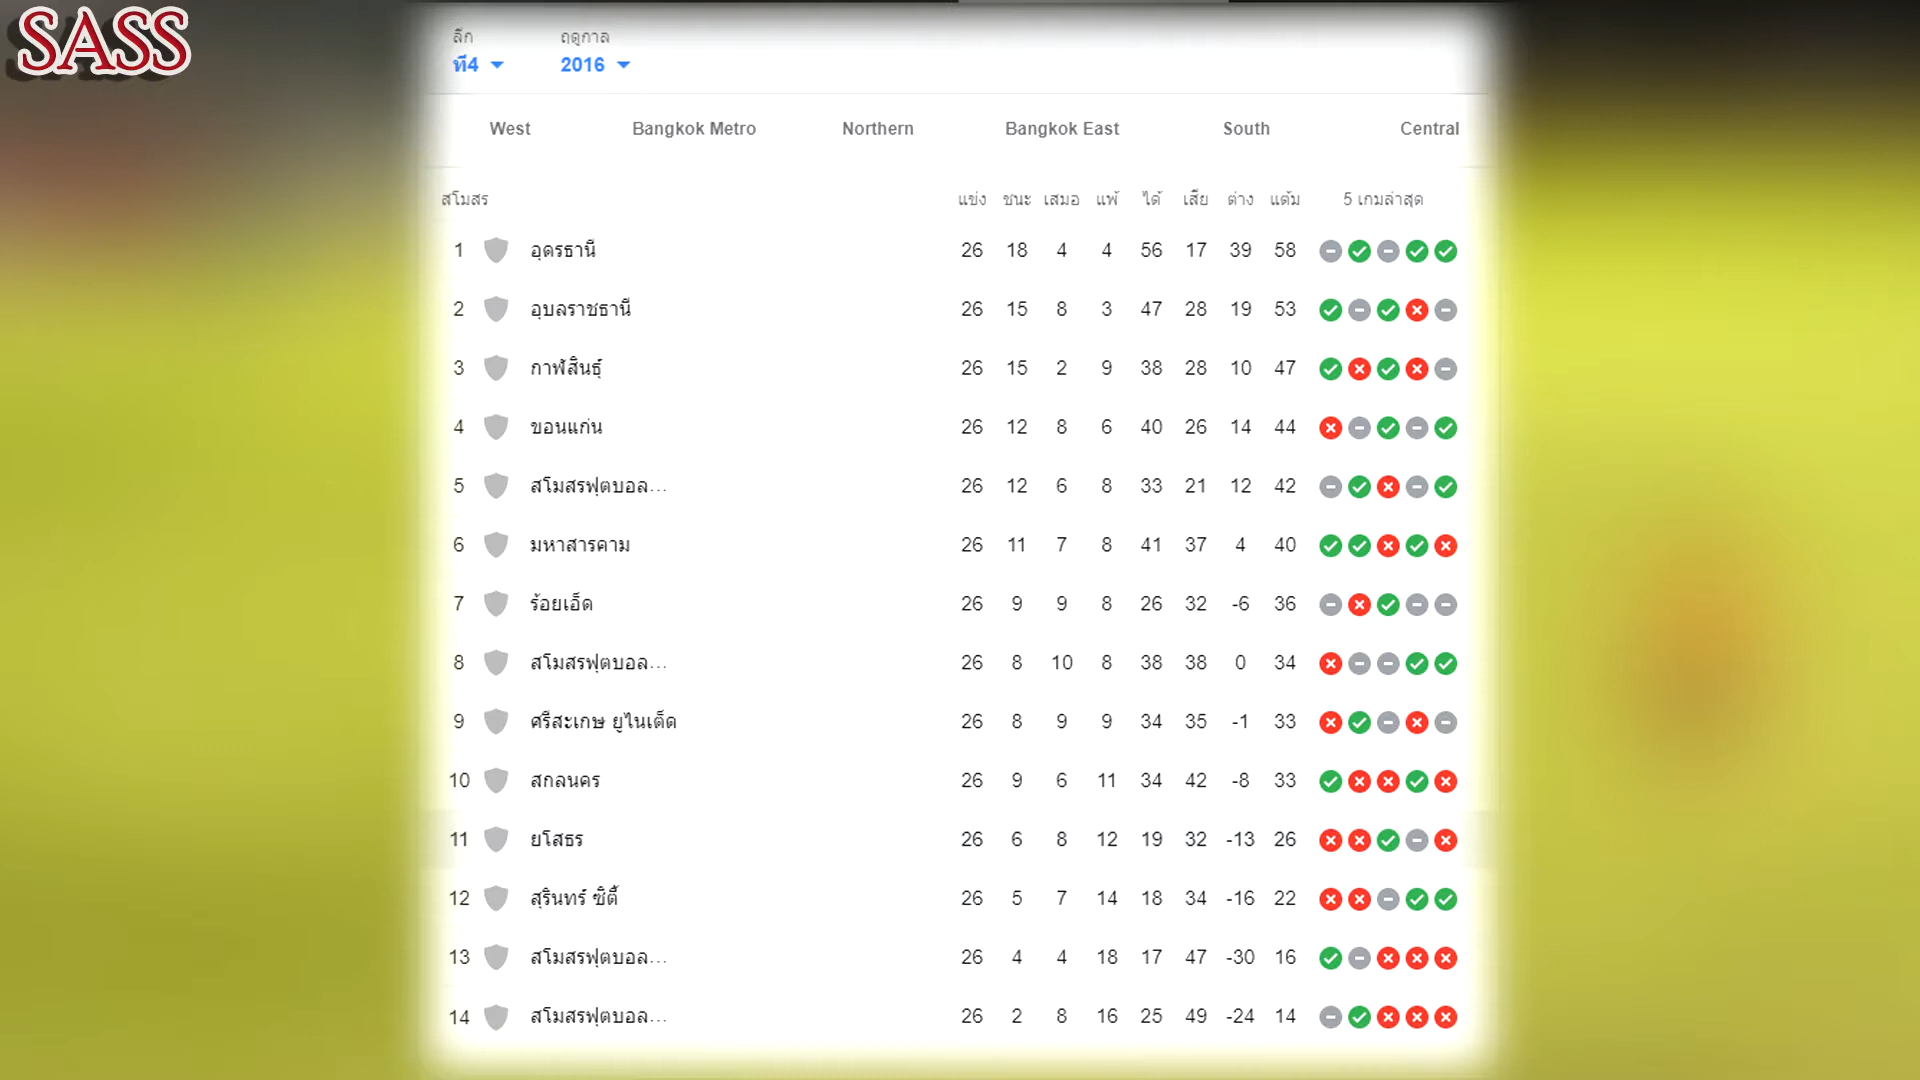 SASS
ลีก ฤดูกาล
ที4 2016
West Bangkok Metro Northern Bangkok East South Central
สโมสร แข่ง ชนะ เสมอ แพ้ ได้ เสีย ต่าง แต้ม 5 เกมล่าสุด
1 อุดรธานี 26 18 4 4 56 17 39 58
2 อุบลราชธานี 26 15 8 3 47 28 19 53
3 กาฬสินธุ์ 26 15 2 9 38 28 10 47
4 ขอนแก่น 26 12 8 6 40 26 14 44
5 สโมสรฟุตบอล... 26 12 6 8 33 21 12 42
6 มหาสารคาม 26 11 7 8 41 37 4 40
7 ร้อยเอ็ด 26 9 9 8 26 32 -6 36
8 สโมสรฟุตบอล... 26 8 10 8 38 38 0 34
9 ศรีสะเกษ ยูไนเต็ด 26 8 9 9 34 35 -1 33
10 สกลนคร 26 9 6 11 34 42 -8 33
11 ยโสธร 26 6 8 12 19 32 -13 26
12 สุรินทร์ ซิตี้ 26 5 7 14 18 34 -16 22
13 สโมสรฟุตบอล... 26 4 4 18 17 47 -30 16
14 สโมสรฟุตบอล... 26 2 8 16 25 49 -24 14